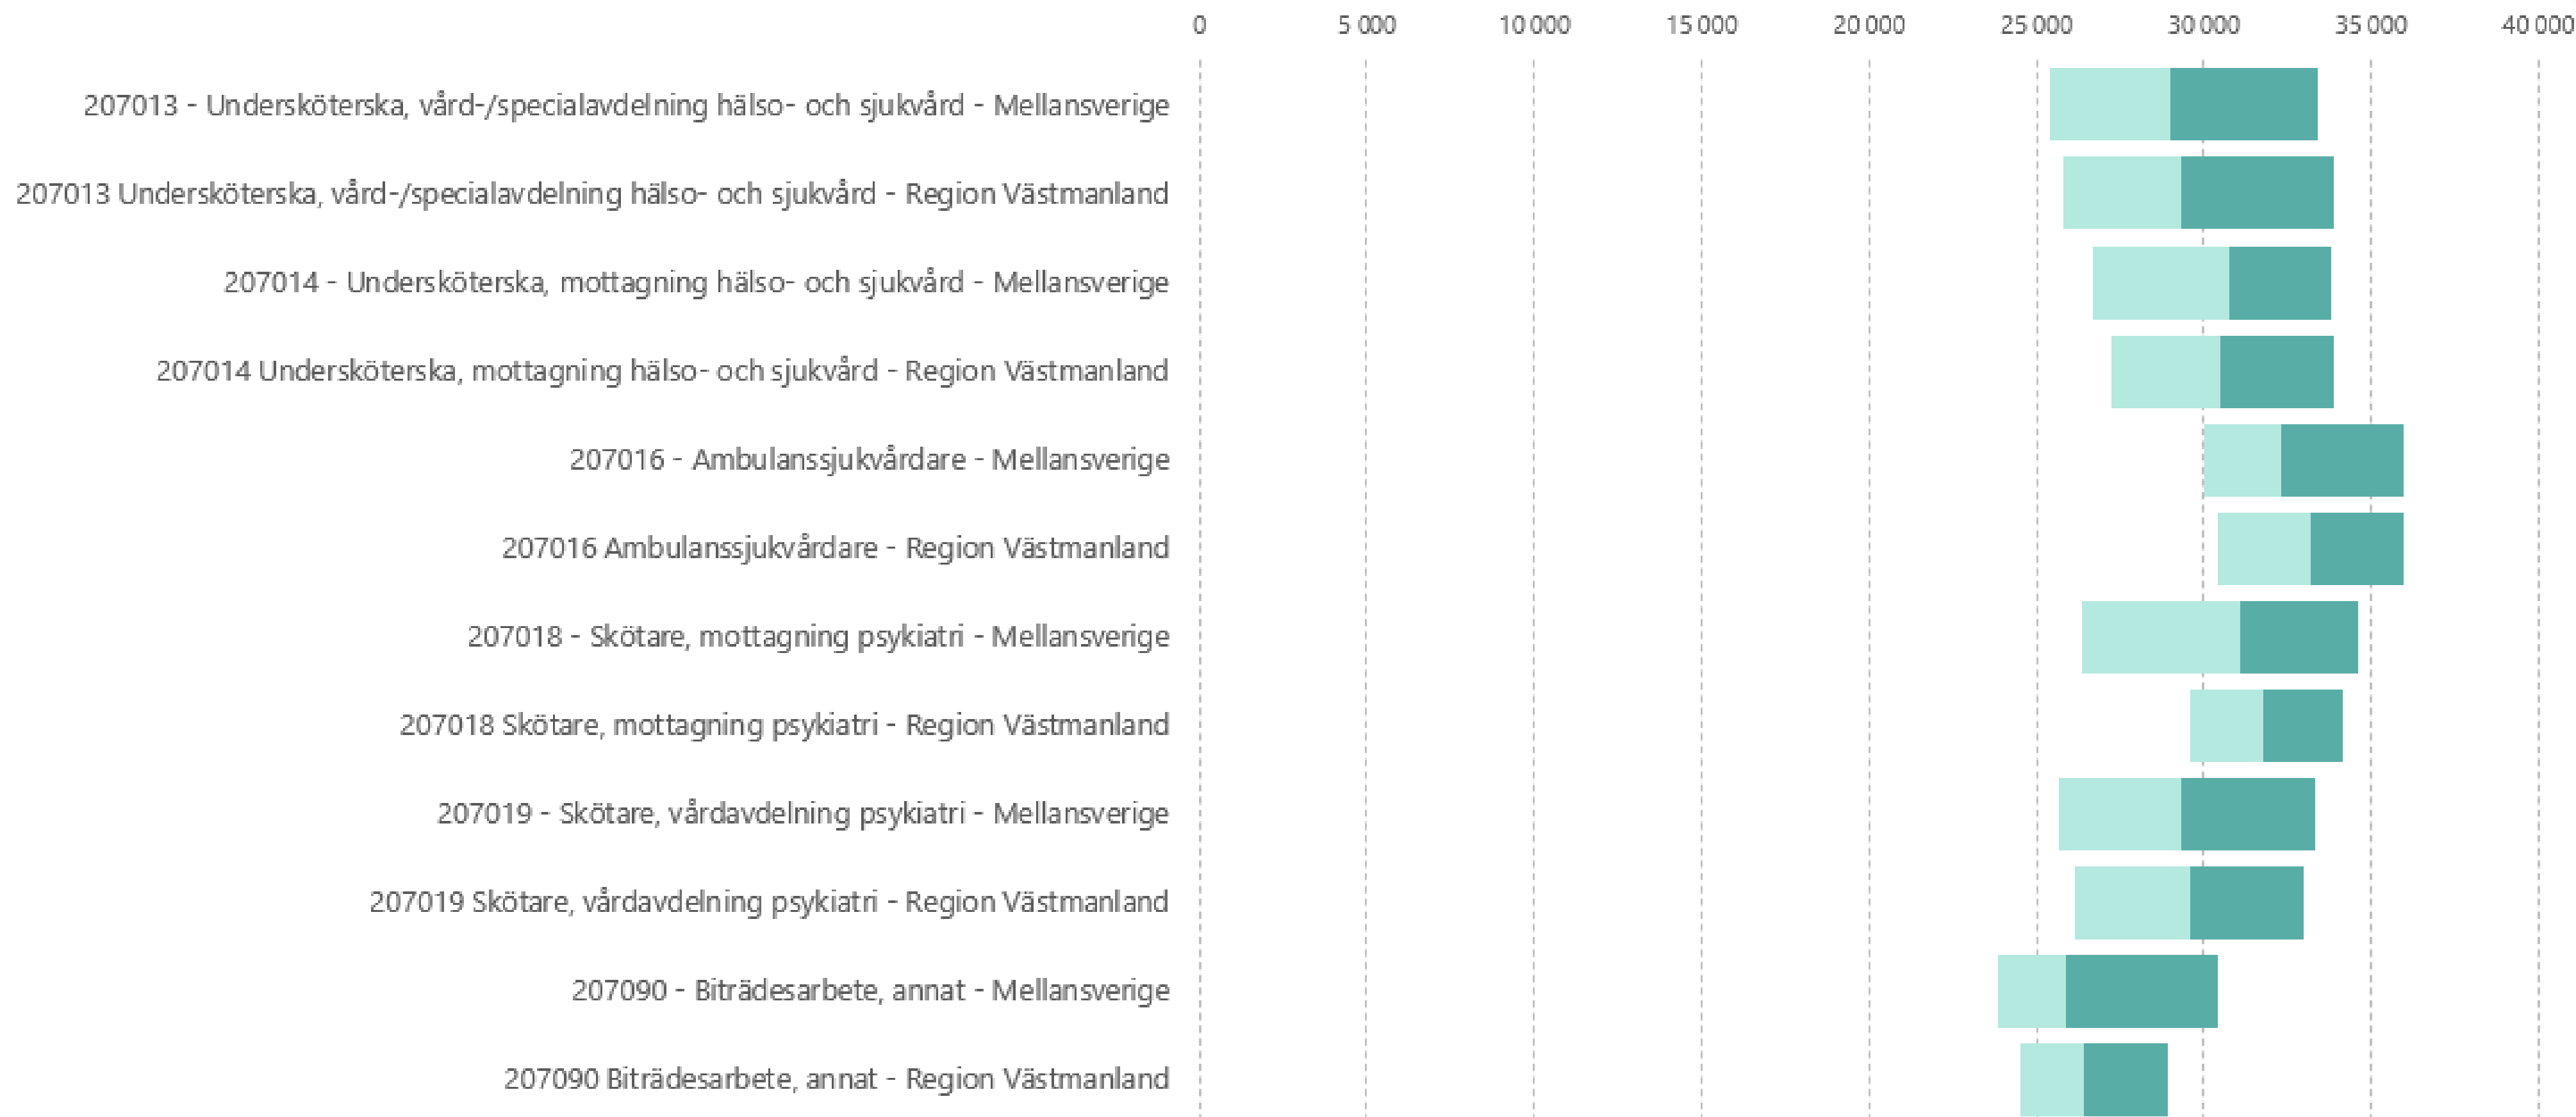 0 5 000 10 000 15 000 20 000 25 000 30 000 35 000 40 000
207013 - Undersköterska, vård-/specialavdelning hälso- och sjukvård - Mellansverige
207013 Undersköterska, vård-/specialavdelning hälso- och sjukvård - Region Västmanland
207014 - Undersköterska, mottagning hälso- och sjukvård - Mellansverige
207014 Undersköterska, mottagning hälso- och sjukvård - Region Västmanland
207016 - Ambulanssjukvårdare - Mellansverige
207016 Ambulanssjukvårdare - Region Västmanland
207018 - Skötare, mottagning psykiatri - Mellansverige
207018 Skötare, mottagning psykiatri - Region Västmanland
207019 - Skötare, vårdavdelning psykiatri - Mellansverige
207019 Skötare, vårdavdelning psykiatri - Region Västmanland
207090 - Biträdesarbete, annat - Mellansverige
207090 Biträdesarbete, annat - Region Västmanland